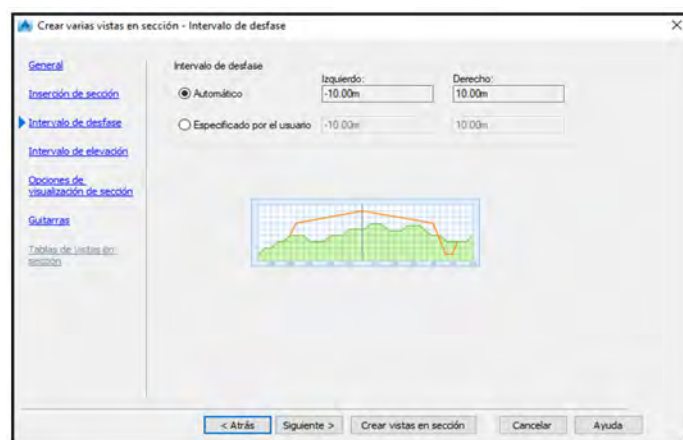 Crear varias vistas en sección - Intervalo de desfase
General
Inserción de sección
Intervalo de desfase
Intervalo de elevación
Opciones de
visualización de sección
Guitarras
Tablas de vistas en
sección
Intervalo de desfase
Izquierdo: Derecho:
Automático -10.00m 10.00m
Especificado por el usuario -10.00m 10.00m
< Atrás Siguiente > Crear vistas en sección Cancelar Ayuda